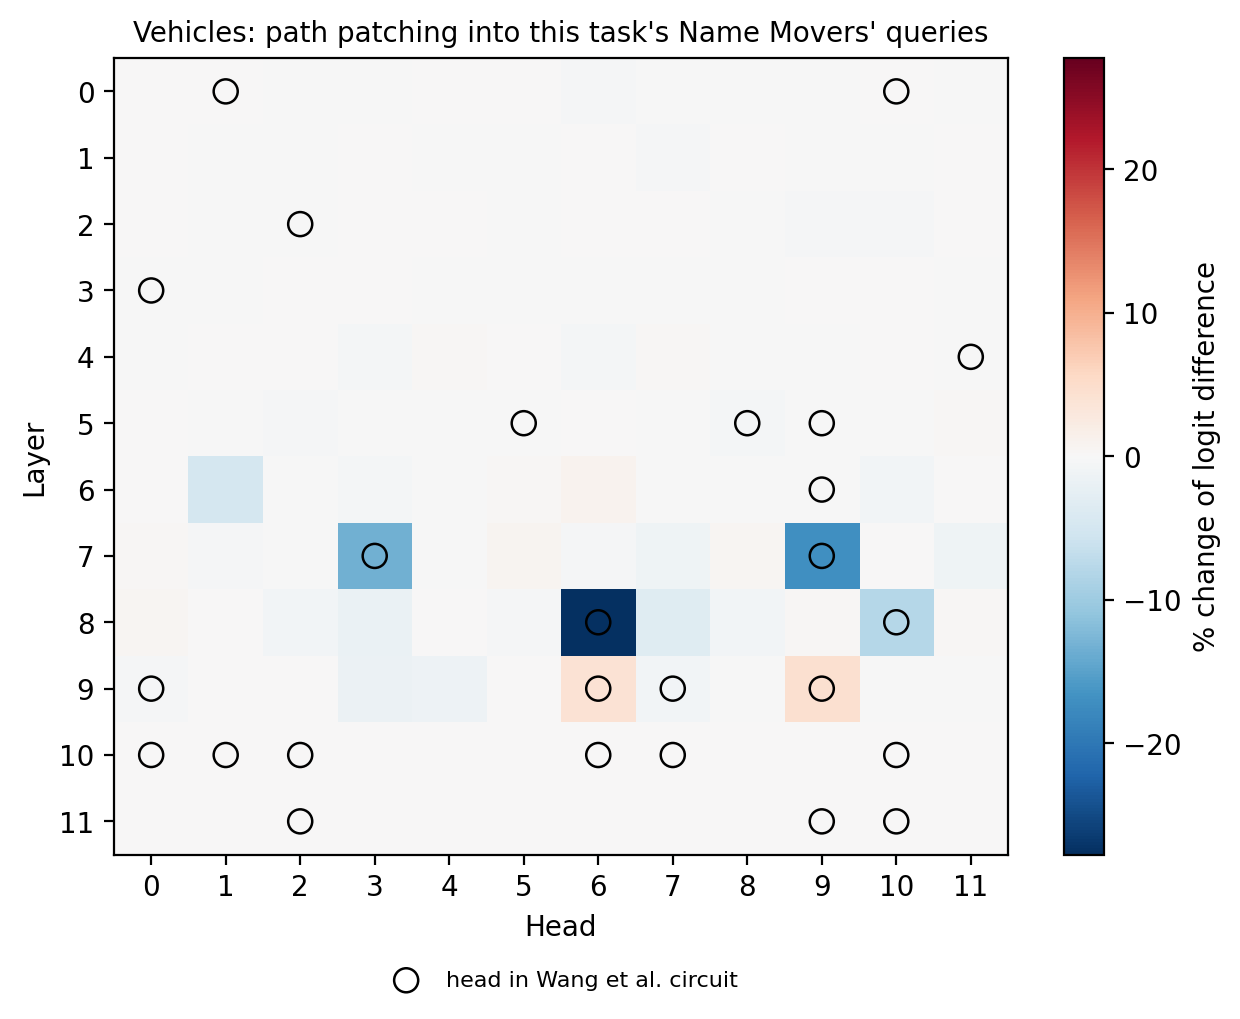 Vehicles: path patching into this task's Name Movers' queries
0
1
2
3
4
5
6
7
8
9
10
11
Layer
0 1 2 3 4 5 6 7 8 9 10 11
Head
20
10
0
−10
−20
% change of logit difference
head in Wang et al. circuit